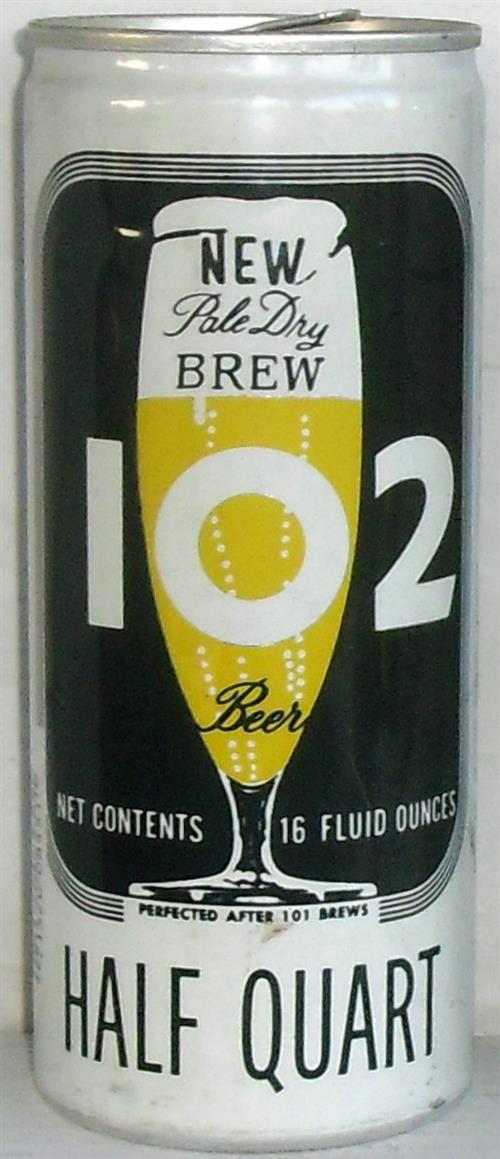 NEW
Pale Dry
BREW
102
Beer
NET CONTENTS 16 FLUID OUNCES
PERFECTED AFTER 101 BREWS
HALF QUART